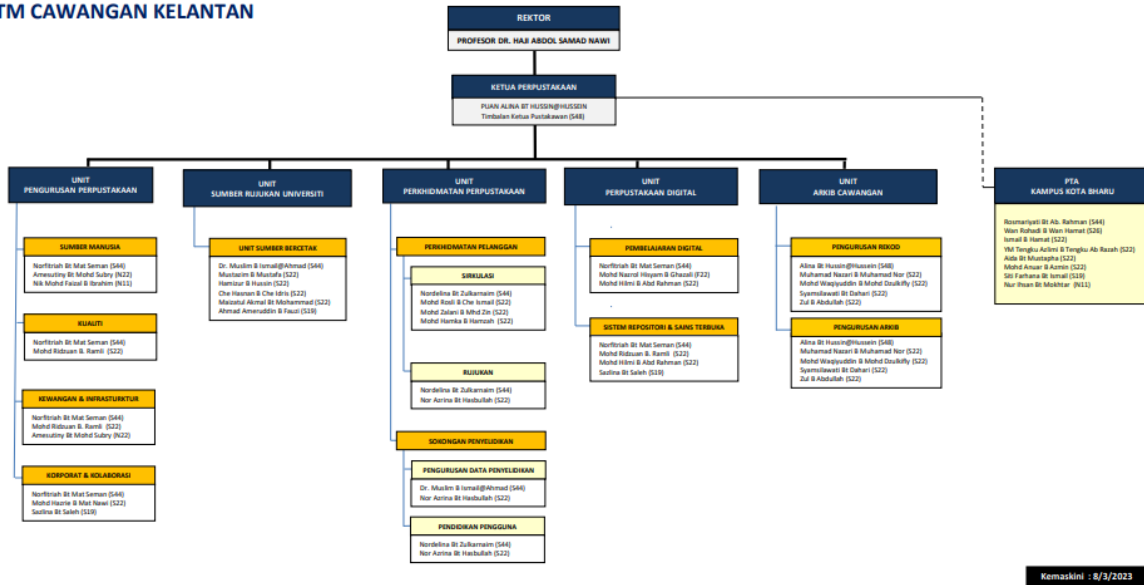 TM CAWANGAN KELANTAN
REKTOR
PROFESOR DR. HAJI ABDOL SAMAD NAWI
KETUA PERPUSTAKAAN
PUAN ALINA BT HUSSIN@HUSSEIN
Timbalan Ketua Pustakawan (S48)
UNIT
PENGURUSAN PERPUSTAKAAN
SUMBER MANUSIA
Norfitriah Bt Mat Seman (S44)
Amesutiny Bt Mohd Subry (N22)
Nik Mohd Faizal B Ibrahim (N11)
KUALITI
Norfitriah Bt Mat Seman (S44)
Mohd Ridzuan B. Ramli (S22)
KEWANGAN & INFRASTURKTUR
Norfitriah Bt Mat Seman (S44)
Mohd Ridzuan B. Ramli (S22)
Amesutiny Bt Mohd Subry (N22)
KORPORAT & KOLABORASI
Norfitriah Bt Mat Seman (S44)
Mohd Hazrie B Mat Nawi (S22)
Sazlina Bt Saleh (S19)
UNIT
SUMBER RUJUKAN UNIVERSITI
UNIT SUMBER BERCETAK
Dr. Muslim B Ismail@Ahmad (S44)
Mustazim B Mustafa (S22)
Hamizur B Hussin (S22)
Che Hasnan B Che Idris (S22)
Maizatul Akmal Bt Mohammad (S22)
Ahmad Ameruddin B Fauzi (S19)
UNIT
PERKHIDMATAN PERPUSTAKAAN
PERKHIDMATAN PELANGGAN
SIRKULASI
Nordelina Bt Zulkarnaim (S44)
Mohd Rosli B Che Ismail (S22)
Mohd Zalani B Mhd Zin (S22)
Mohd Hamka B Hamzah (S22)
RUJUKAN
Nordelina Bt Zulkarnaim (S44)
Nor Azrina Bt Hasbullah (S22)
SOKONGAN PENYELIDIKAN
PENGURUSAN DATA PENYELIDIKAN
Dr. Muslim B Ismail@Ahmad (S44)
Nor Azrina Bt Hasbullah (S22)
PENDIDIKAN PENGGUNA
Nordelina Bt Zulkarnaim (S44)
Nor Azrina Bt Hasbullah (S22)
UNIT
PERPUSTAKAAN DIGITAL
PEMBELAJARAN DIGITAL
Norfitriah Bt Mat Seman (S44)
Mohd Nazrol Hisyam B Ghazali (F22)
Mohd Hilmi B Abd Rahman (S22)
SISTEM REPOSITORI & SAINS TERBUKA
Norfitriah Bt Mat Seman (S44)
Mohd Ridzuan B. Ramli (S22)
Mohd Hilmi B Abd Rahman (S22)
Sazlina Bt Saleh (S19)
UNIT
ARKIB CAWANGAN
PENGURUSAN REKOD
Alina Bt Hussin@Hussein (S48)
Muhamad Nazari B Muhamad Nor (S22)
Mohd Waqiyuddin B Mohd Dzulkifly (S22)
Syamsilawati Bt Dahari (S22)
Zul B Abdullah (S22)
PENGURUSAN ARKIB
Alina Bt Hussin@Hussein (S48)
Muhamad Nazari B Muhamad Nor (S22)
Mohd Waqiyuddin B Mohd Dzulkifly (S22)
Syamsilawati Bt Dahari (S22)
Zul B Abdullah (S22)
PTA
KAMPUS KOTA BHARU
Rosmariyati Bt Ab. Rahman (S44)
Wan Rohadi B Wan Hamat (S26)
Ismail B Hamat (S22)
YM Tengku Azlimi B Tengku Ab Razah (S22)
Aida Bt Mustapha (S22)
Mohd Anuar B Azmin (S22)
Siti Farhana Bt Ismail (S19)
Nur Ihsan Bt Mokhtar (N11)
Kemaskini : 8/3/2023